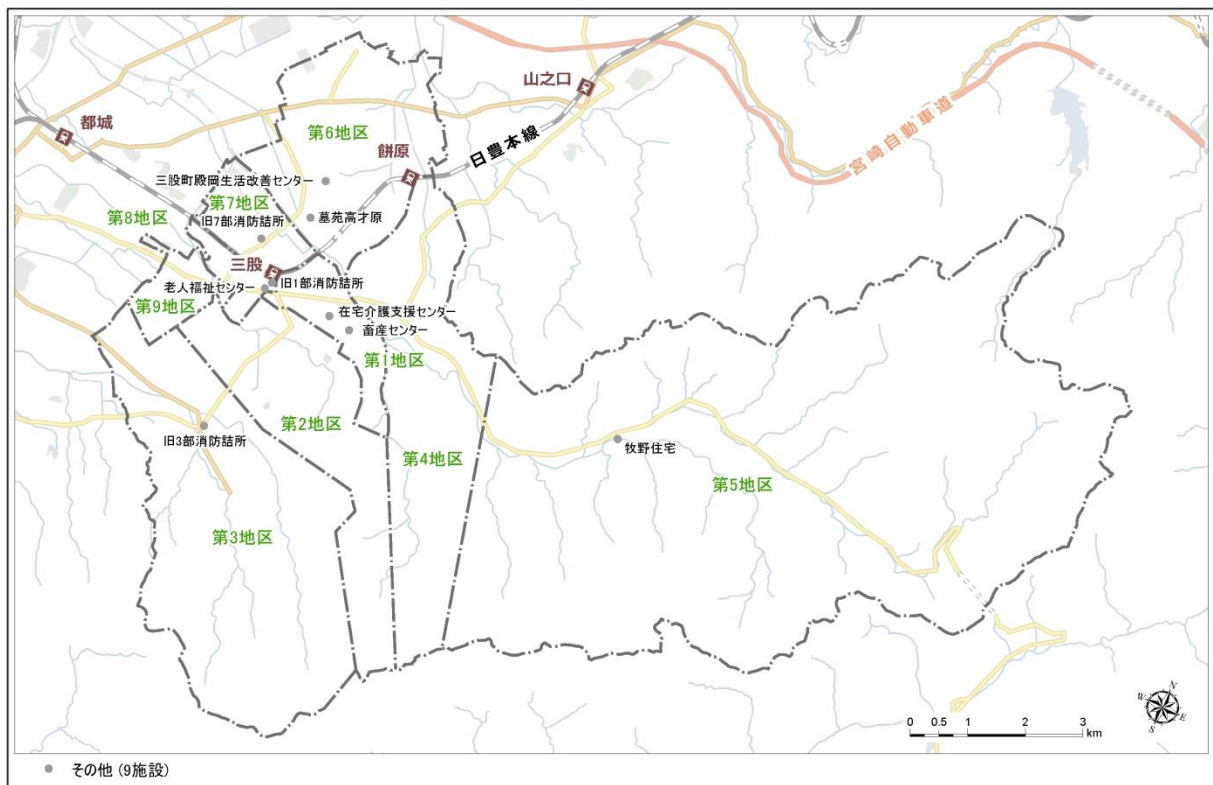 山之口
都城
第6地区
餅原
日豊本線
宮崎自動車道
三股町殿岡生活改善センター
第7地区
墓苑高才原
第8地区
旧7部消防詰所
三股
旧1部消防詰所
老人福祉センター
第9地区
在宅介護支援センター
畜産センター
第1地区
第2地区
旧3部消防詰所
牧野住宅
第4地区
第5地区
第3地区
N
W
E
S
0 0.5 1 2 3
km
その他 (9施設)